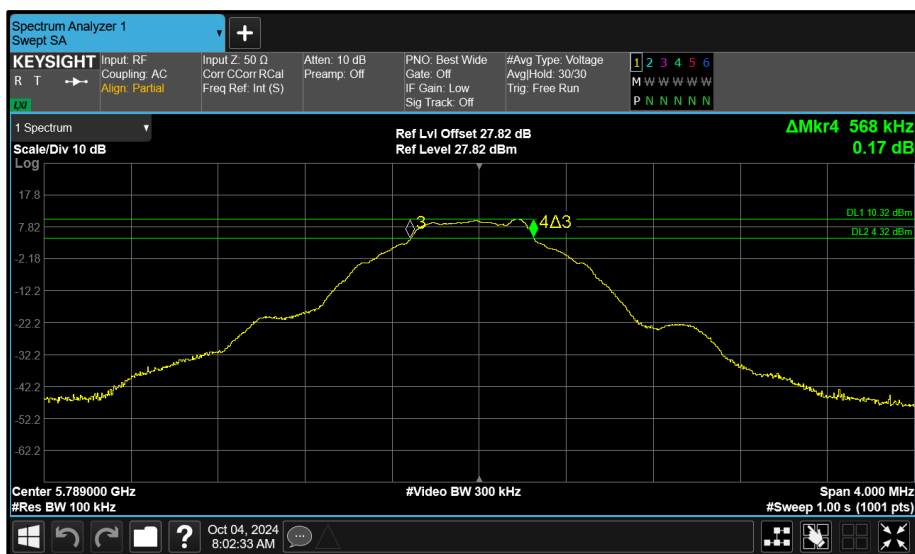 Spectrum Analyzer 1
Swept SA
KEYSIGHT
R T
LXI
Input: RF
Coupling: AC
Align: Partial
Input Z: 50 Ω
Corr CCorr RCal
Freq Ref: Int (S)
Atten: 10 dB
Preamp: Off
PNO: Best Wide
Gate: Off
IF Gain: Low
Sig Track: Off
#Avg Type: Voltage
Avg|Hold: 30/30
Trig: Free Run
1 2 3 4 5 6
M W W W W W
P N N N N N
1 Spectrum
Scale/Div 10 dB
Ref Lvl Offset 27.82 dB
Ref Level 27.82 dBm
ΔMkr4 568 kHz
0.17 dB
Log
17.8
7.82
-2.18
-12.2
-22.2
-32.2
-42.2
-52.2
-62.2
3
4Δ3
DL1 10.32 dBm
DL2 4.32 dBm
Center 5.789000 GHz
#Res BW 100 kHz
#Video BW 300 kHz
Span 4.000 MHz
#Sweep 1.00 s (1001 pts)
?
Oct 04, 2024
8:02:33 AM